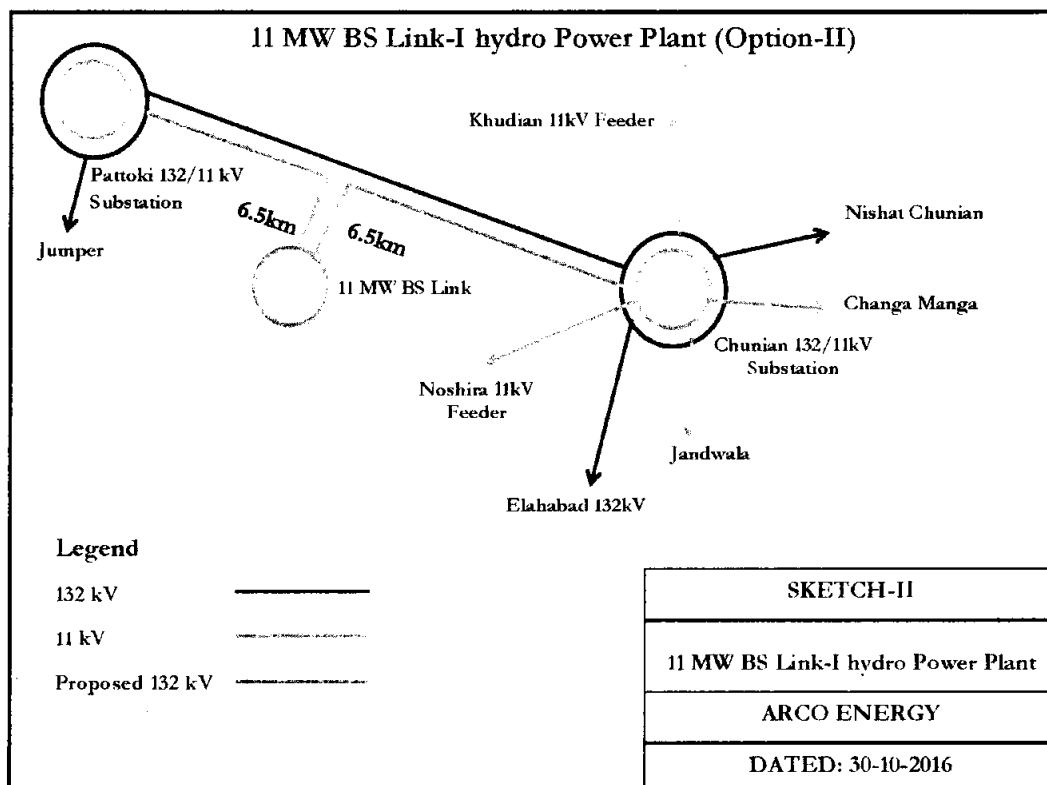 11 MW BS Link-I hydro Power Plant (Option-II)
Khudian 11kV Feeder
Pattoki 132/11 kV
Substation
Jumper
6.5km
6.5km
11 MW BS Link
Nishat Chunian
Changa Manga
Chunian 132/11kV
Substation
Noshira 11kV
Feeder
Jandwala
Elahabad 132kV
Legend
132 kV
11 kV
Proposed 132 kV
SKETCH-II
11 MW BS Link-I hydro Power Plant
ARCO ENERGY
DATED: 30-10-2016